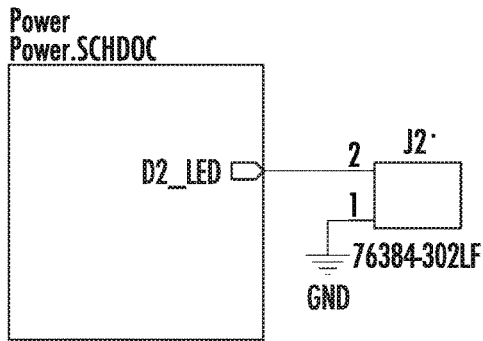 Power
Power.SCHDOC
J2
2
D2_LED
1
76384-302LF
GND